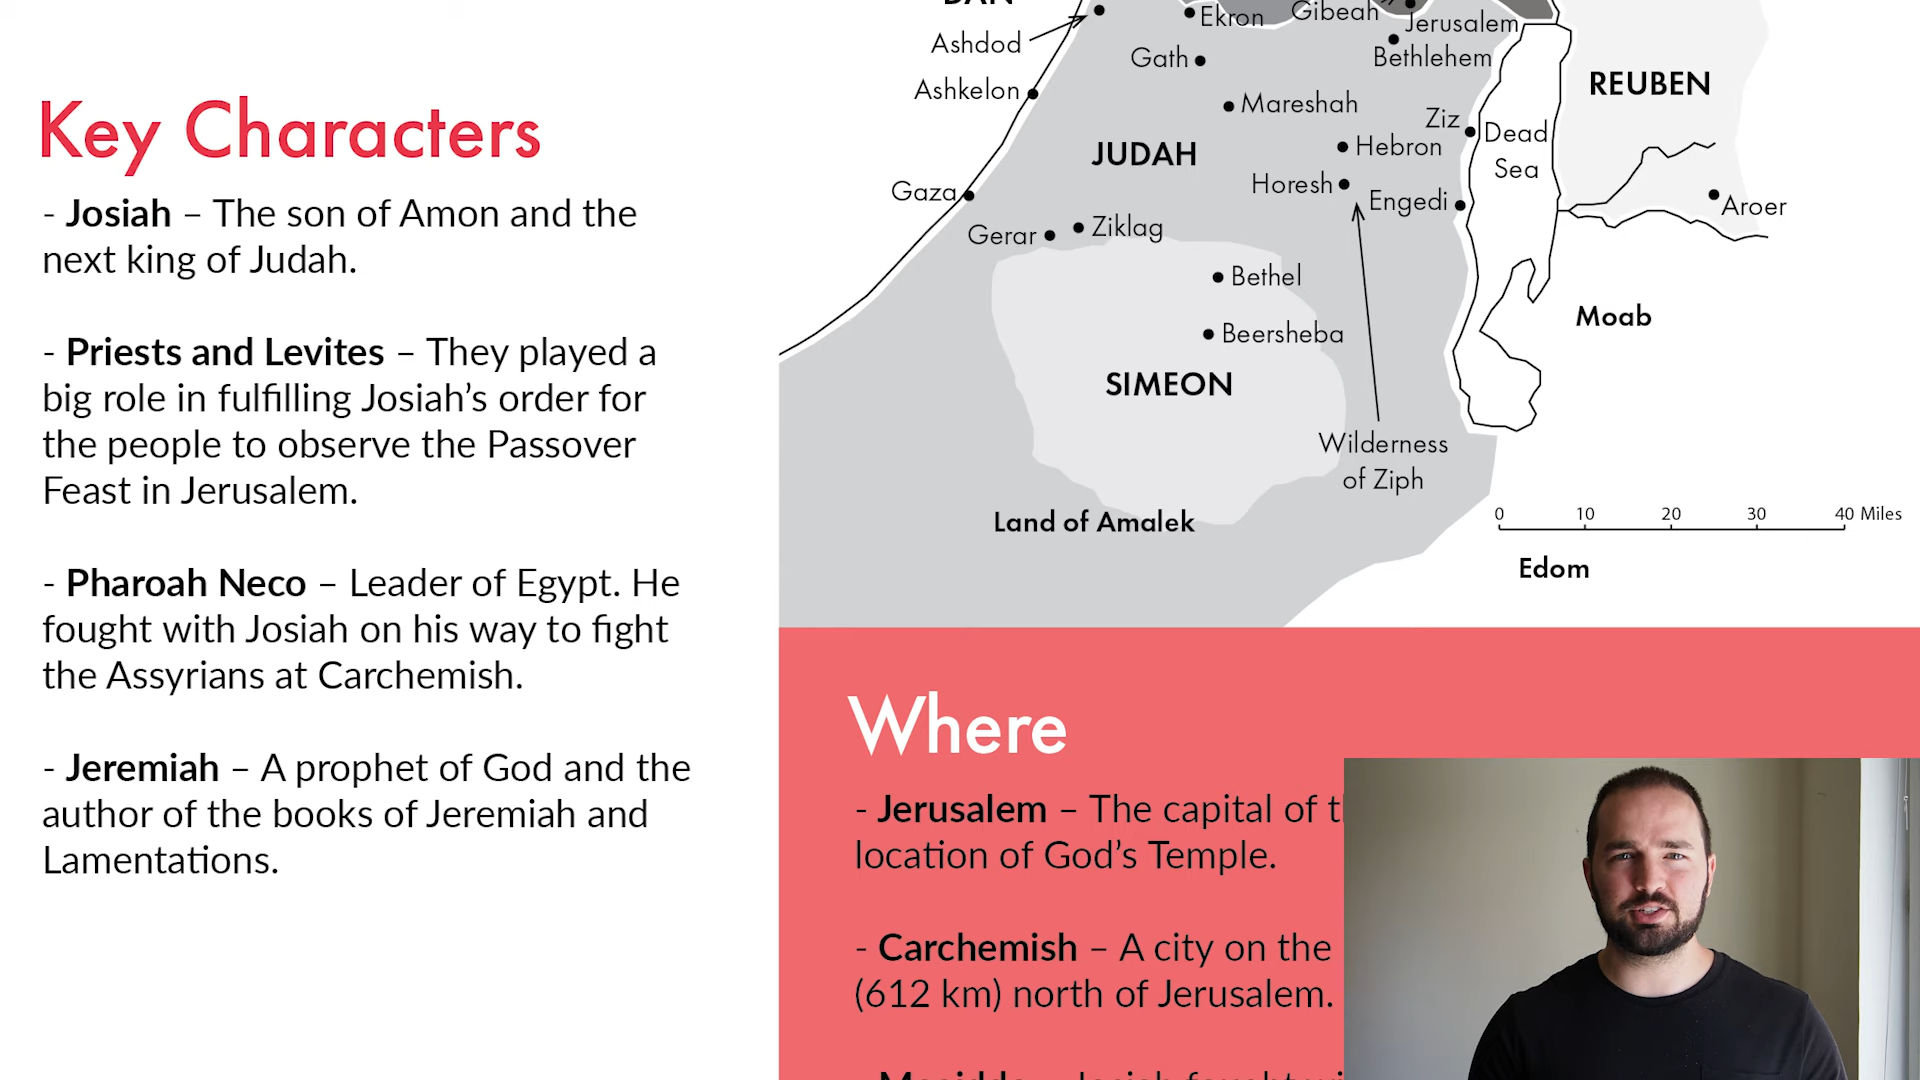 Key Characters
- Josiah – The son of Amon and the
next king of Judah.
- Priests and Levites – They played a
big role in fulfilling Josiah’s order for
the people to observe the Passover
Feast in Jerusalem.
- Pharoah Neco – Leader of Egypt. He
fought with Josiah on his way to fight
the Assyrians at Carchemish.
- Jeremiah – A prophet of God and the
author of the books of Jeremiah and
Lamentations.
DAN
Ashdod
Ekron
Gibeah
Jerusalem
Gath
Bethlehem
Ashkelon
REUBEN
Mareshah
Ziz
Dead
Sea
JUDAH
Hebron
Gaza
Horesh
Engedi
Aroer
Gerar
Ziklag
Bethel
Moab
Beersheba
SIMEON
Wilderness
of Ziph
Land of Amalek
0 10 20 30 40 Miles
Edom
Where
- Jerusalem – The capital of
location of God’s Temple.
- Carchemish – A city on the
(612 km) north of Jerusalem.